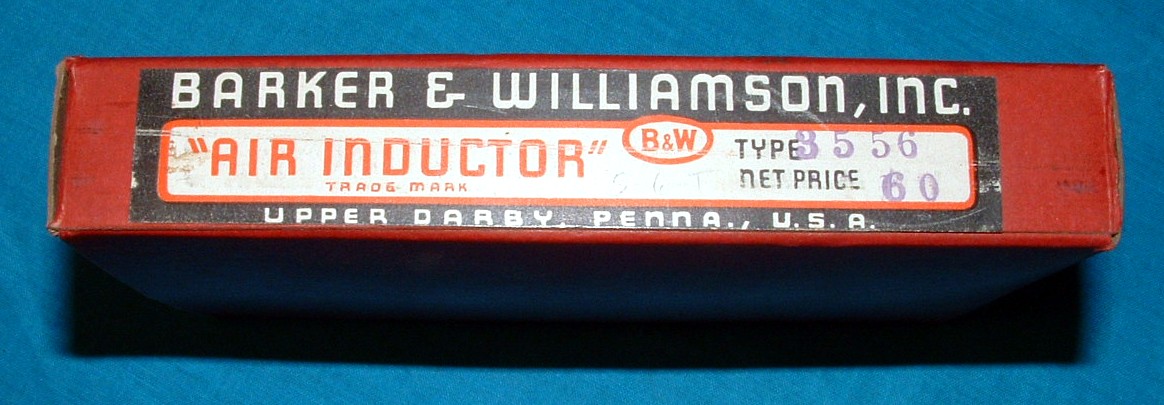 BARKER & WILLIAMSON, INC.
"AIR INDUCTOR" B&W TYPE 3556
TRADE MARK NET PRICE 60
UPPER DARBY, PENNA., U.S.A.